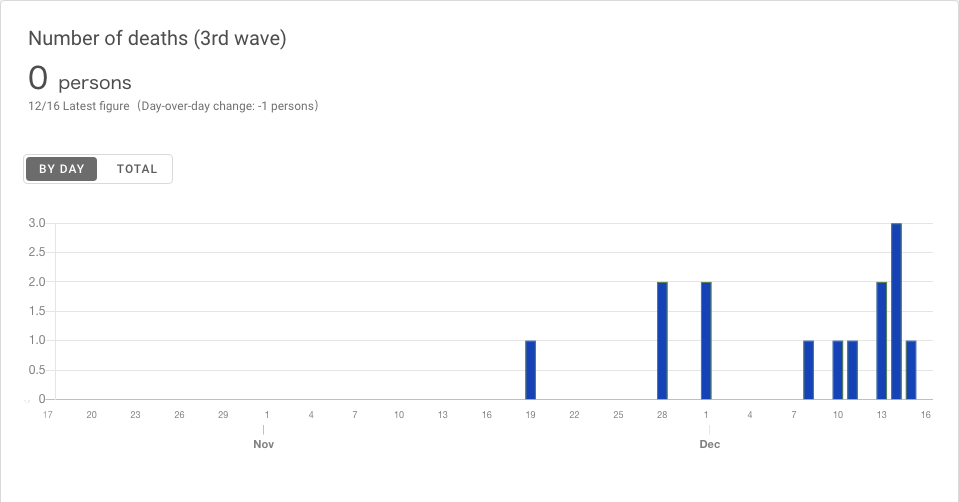 Number of deaths (3rd wave)
0 persons
12/16 Latest figure (Day-over-day change: -1 persons)
BY DAY TOTAL
3.0
2.5
2.0
1.5
1.0
0.5
0
17 20 23 26 29 1 4 7 10 13 16 19 22 25 28 1 4 7 10 13 16
Nov Dec